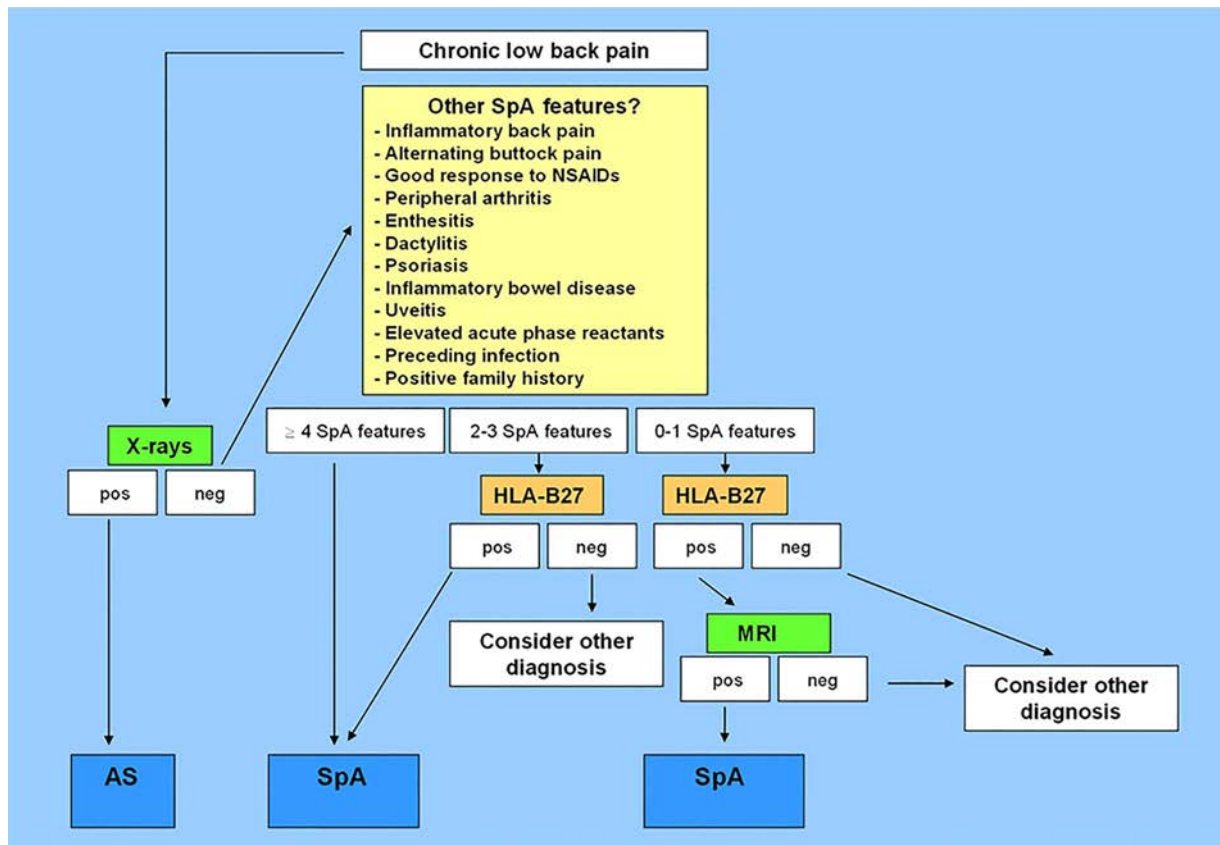 Chronic low back pain
Other SpA features?
- Inflammatory back pain
- Alternating buttock pain
- Good response to NSAIDs
- Peripheral arthritis
- Enthesitis
- Dactylitis
- Psoriasis
- Inflammatory bowel disease
- Uveitis
- Elevated acute phase reactants
- Preceding infection
- Positive family history
X-rays
pos
neg
≥ 4 SpA features
2-3 SpA features
0-1 SpA features
HLA-B27
HLA-B27
pos
neg
pos
neg
Consider other
diagnosis
MRI
pos
neg
Consider other
diagnosis
AS
SpA
SpA